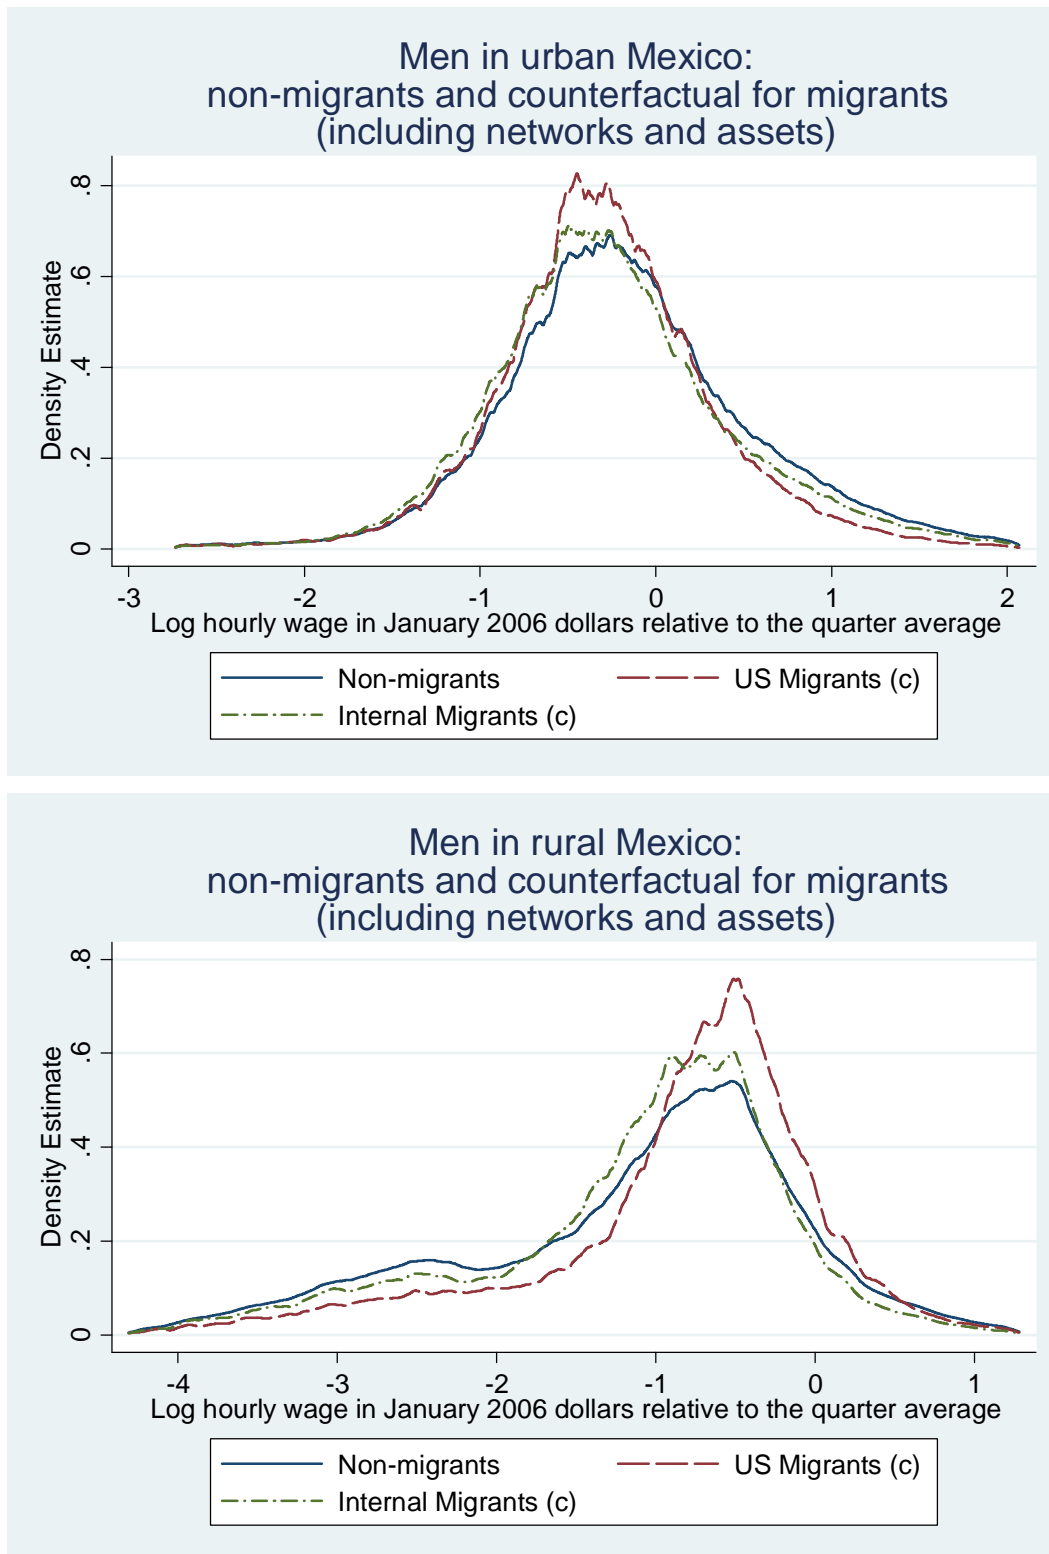 Men in urban Mexico:
non-migrants and counterfactual for migrants
(including networks and assets)
Density Estimate
.8
.6
.4
.2
0
-3 -2 -1 0 1 2
Log hourly wage in January 2006 dollars relative to the quarter average
Non-migrants US Migrants (c)
Internal Migrants (c)
Men in rural Mexico:
non-migrants and counterfactual for migrants
(including networks and assets)
Density Estimate
.8
.6
.4
.2
0
-4 -3 -2 -1 0 1
Log hourly wage in January 2006 dollars relative to the quarter average
Non-migrants US Migrants (c)
Internal Migrants (c)